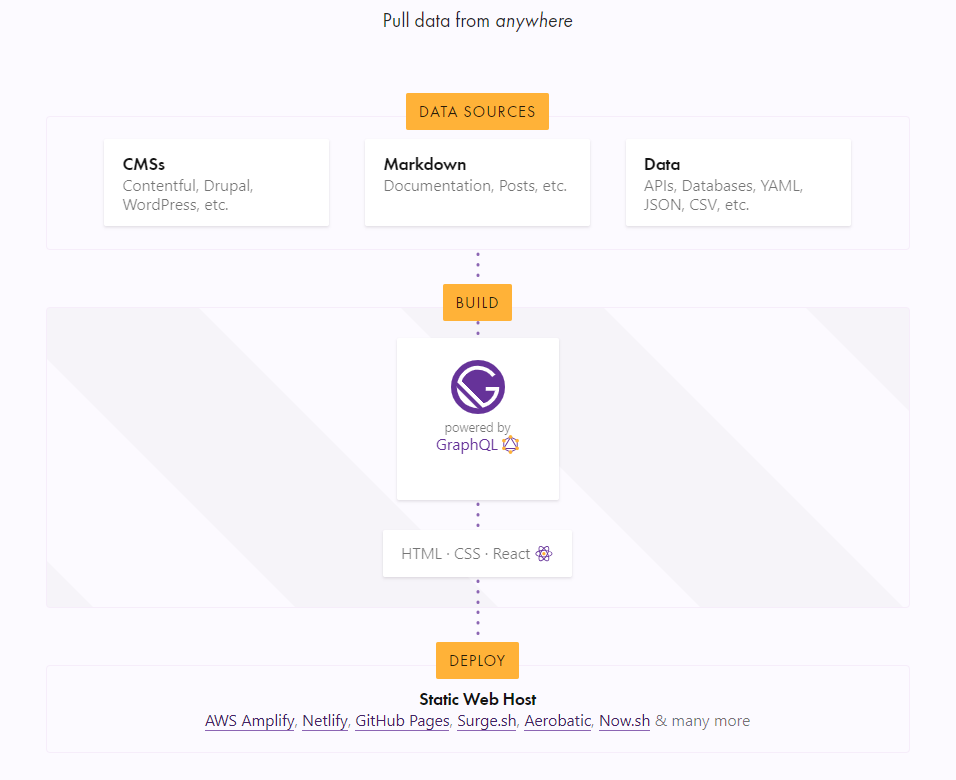 Pull data from anywhere
DATA SOURCES
CMSs
Contentful, Drupal,
WordPress, etc.
Markdown
Documentation, Posts, etc.
Data
APIs, Databases, YAML,
JSON, CSV, etc.
BUILD
powered by
GraphQL
HTML · CSS · React
DEPLOY
Static Web Host
AWS Amplify, Netlify, GitHub Pages, Surge.sh, Aerobatic, Now.sh & many more